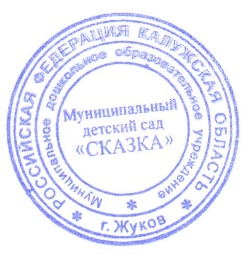 РОССИЙСКАЯ ФЕДЕРАЦИЯ КАЛУЖСКАЯ ОБЛАСТЬ
Муниципальное дошкольное образовательное учреждение
Муниципальный
детский сад
«СКАЗКА»
г. Жуков